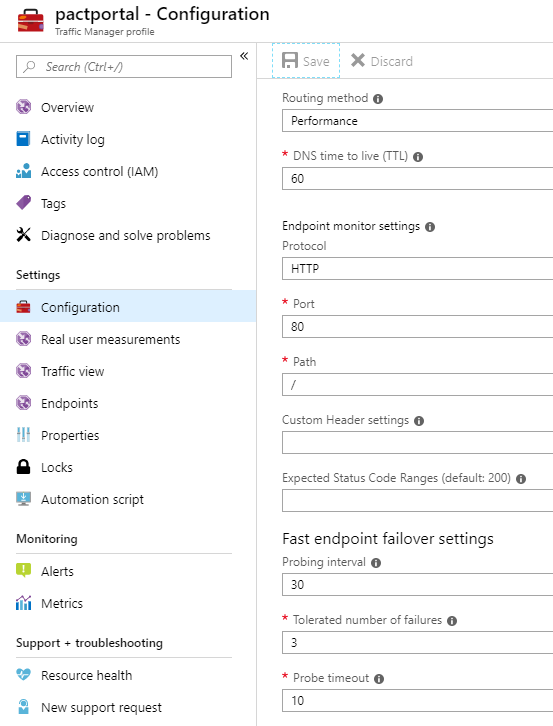 pactportal - Configuration
Traffic Manager profile
Search (Ctrl+/)
«
Overview
Activity log
Access control (IAM)
Tags
Diagnose and solve problems
Settings
Configuration
Real user measurements
Traffic view
Endpoints
Properties
Locks
Automation script
Monitoring
Alerts
Metrics
Support + troubleshooting
Resource health
New support request
Save Discard
Routing method
Performance
* DNS time to live (TTL)
60
Endpoint monitor settings
Protocol
HTTP
* Port
80
* Path
/
Custom Header settings
Expected Status Code Ranges (default: 200)
Fast endpoint failover settings
Probing interval
30
* Tolerated number of failures
3
* Probe timeout
10